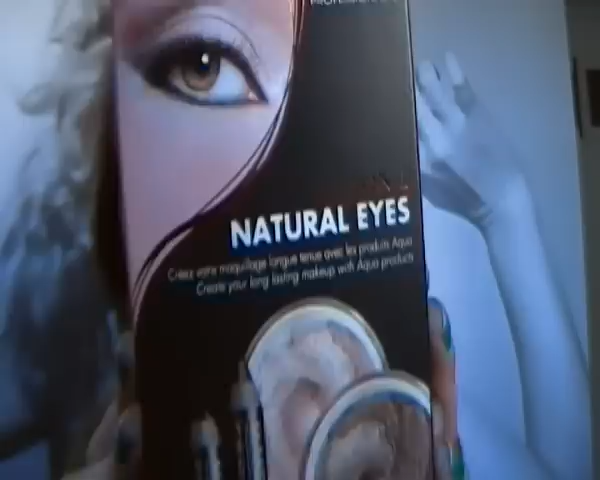 NATURAL EYES
Créez votre maquillage longue tenue avec les produits Aqua
Create your long lasting makeup with Aqua products